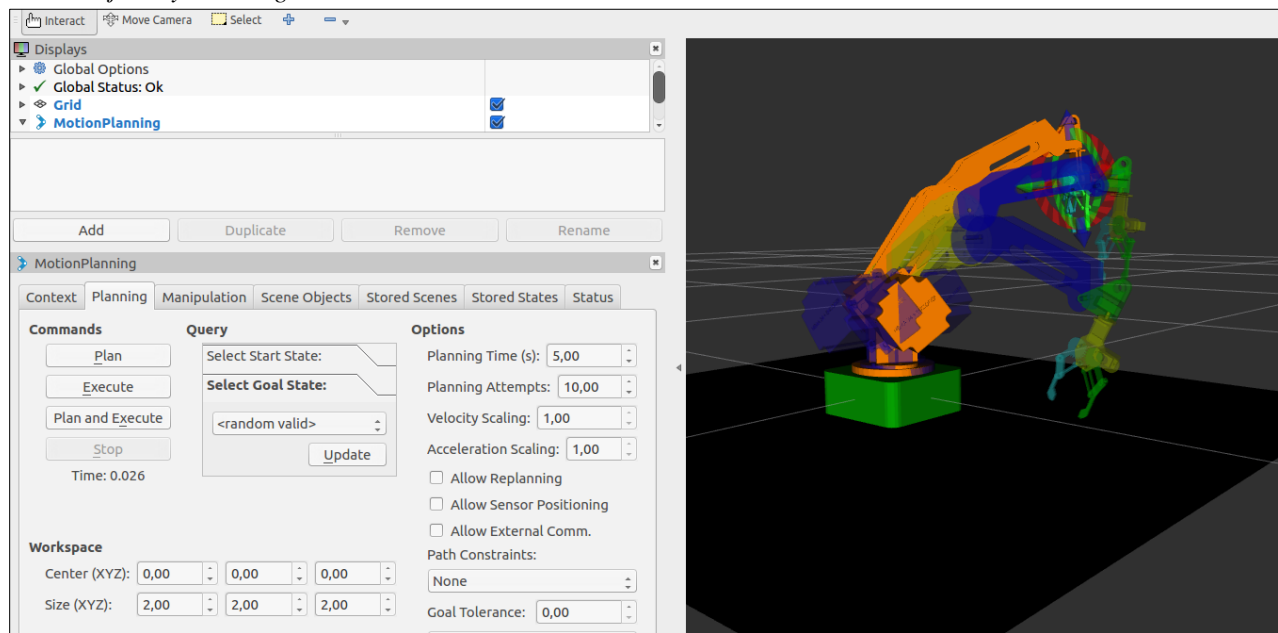 Interact Move Camera Select
Displays
Global Options
Global Status: Ok
Grid
MotionPlanning
Add Duplicate Remove Rename
MotionPlanning
Context Planning Manipulation Scene Objects Stored Scenes Stored States Status
Commands Query Options
Plan Select Start State: Planning Time (s): 5,00
Execute Select Goal State: Planning Attempts: 10,00
Plan and Execute <random valid> Velocity Scaling: 1,00
Stop Update Acceleration Scaling: 1,00
Time: 0.026 Allow Replanning
Allow Sensor Positioning
Allow External Comm.
Workspace Path Constraints:
Center (XYZ): 0,00 0,00 0,00 None
Size (XYZ): 2,00 2,00 2,00 Goal Tolerance: 0,00